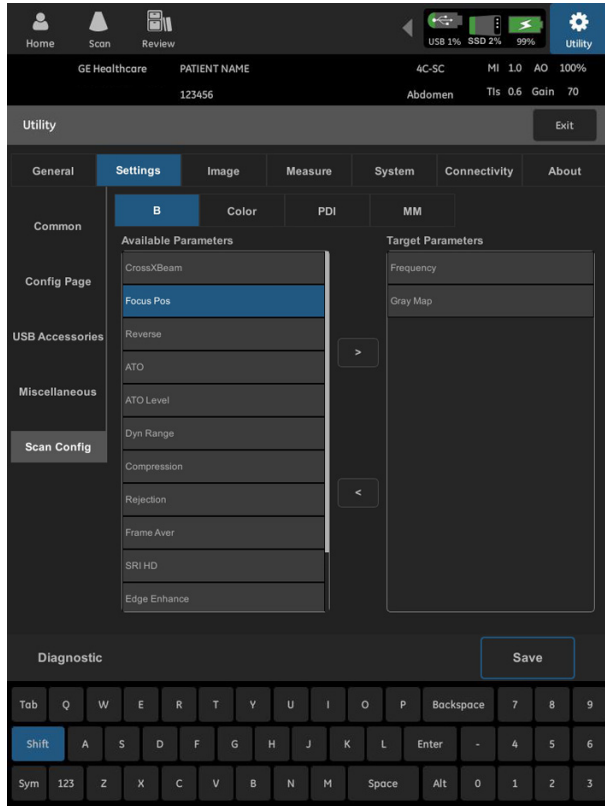 Home Scan Review USB 1% SSD 2% 99% Utility
GE Healthcare PATIENT NAME 4C-SC MI 1.0 AO 100%
123456 Abdomen TIs 0.6 Gain 70
Utility Exit
General Settings Image Measure System Connectivity About
B Color PDI MM
Common
Config Page
USB Accessories
Miscellaneous
Scan Config
Available Parameters
CrossXBeam
Focus Pos
Reverse
ATO
ATO Level
Dyn Range
Compression
Rejection
Frame Aver
SRI HD
Edge Enhance
>
<
Target Parameters
Frequency
Gray Map
Diagnostic Save
Tab Q W E R T Y U I O P Backspace 7 8 9
Shift A S D F G H J K L Enter - 4 5 6
Sym 123 Z X C V B N M Space Alt 0 1 2 3